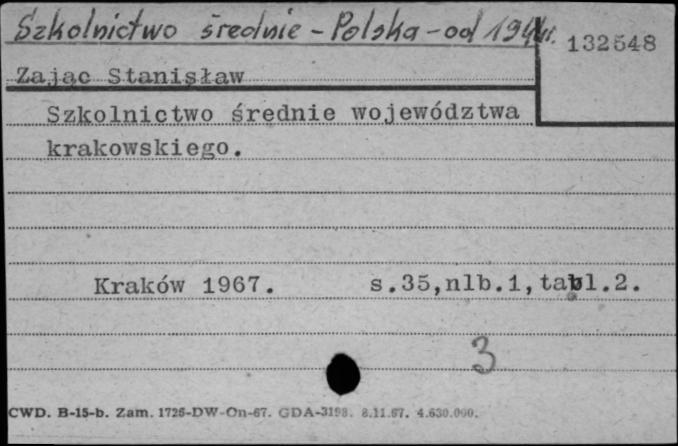 Szkolnictwo średnie - Polska - od 1944r.
132548
Zając Stanisław
Szkolnictwo średnie województwa
krakowskiego.
Kraków 1967. s.35,nlb.1,tabl.2.
3
CWD. B-15-b. Zam. 1726-DW-On-67. GDA-3198. 8.11.67. 4.630.000.